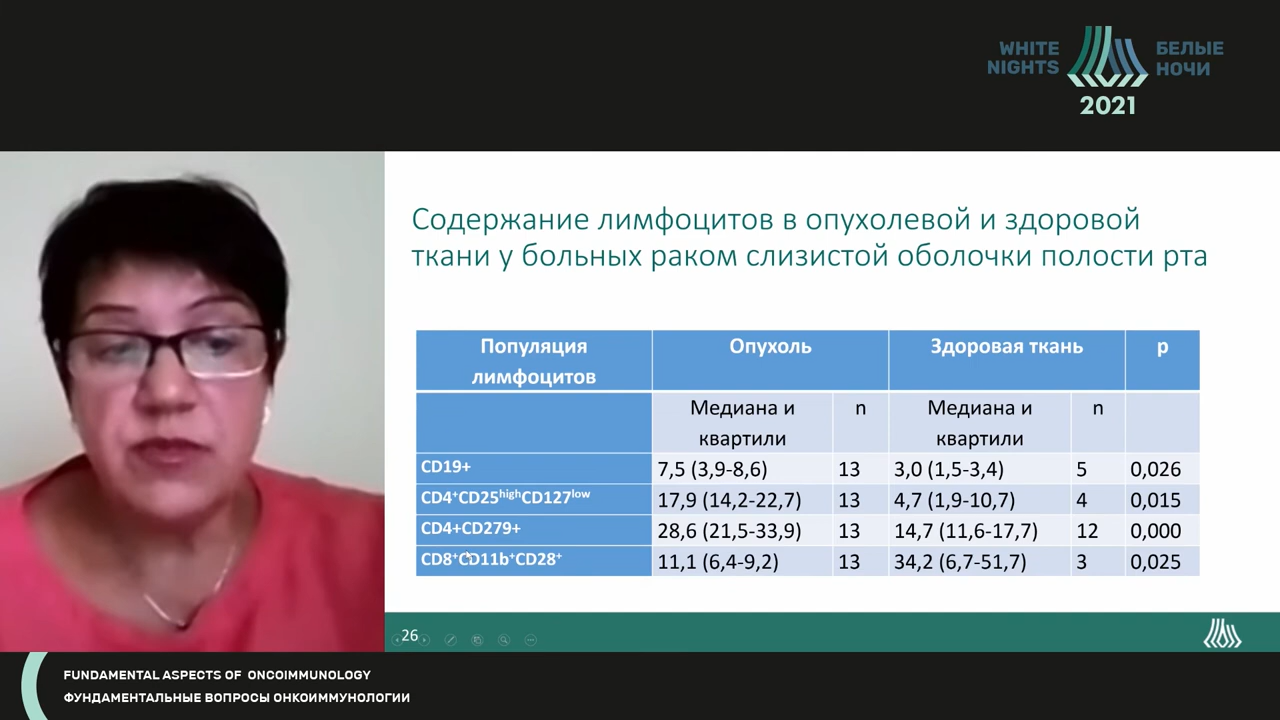 WHITE NIGHTS
БЕЛЫЕ НОЧИ
2021
Содержание лимфоцитов в опухолевой и здоровой
ткани у больных раком слизистой оболочки полости рта
Популяция лимфоцитов Опухоль Здоровая ткань p
Медиана и квартили n Медиана и квартили n
CD19+ 7,5 (3,9-8,6) 13 3,0 (1,5-3,4) 5 0,026
CD4⁺CD25ʰⁱᵍʰCD127ˡᵒʷ 17,9 (14,2-22,7) 13 4,7 (1,9-10,7) 4 0,015
CD4+CD279+ 28,6 (21,5-33,9) 13 14,7 (11,6-17,7) 12 0,000
CD8⁺CD11b⁺CD28⁺ 11,1 (6,4-9,2) 13 34,2 (6,7-51,7) 3 0,025
26
FUNDAMENTAL ASPECTS OF ONCOIMMUNOLOGY
ФУНДАМЕНТАЛЬНЫЕ ВОПРОСЫ ОНКОИММУНОЛОГИИ